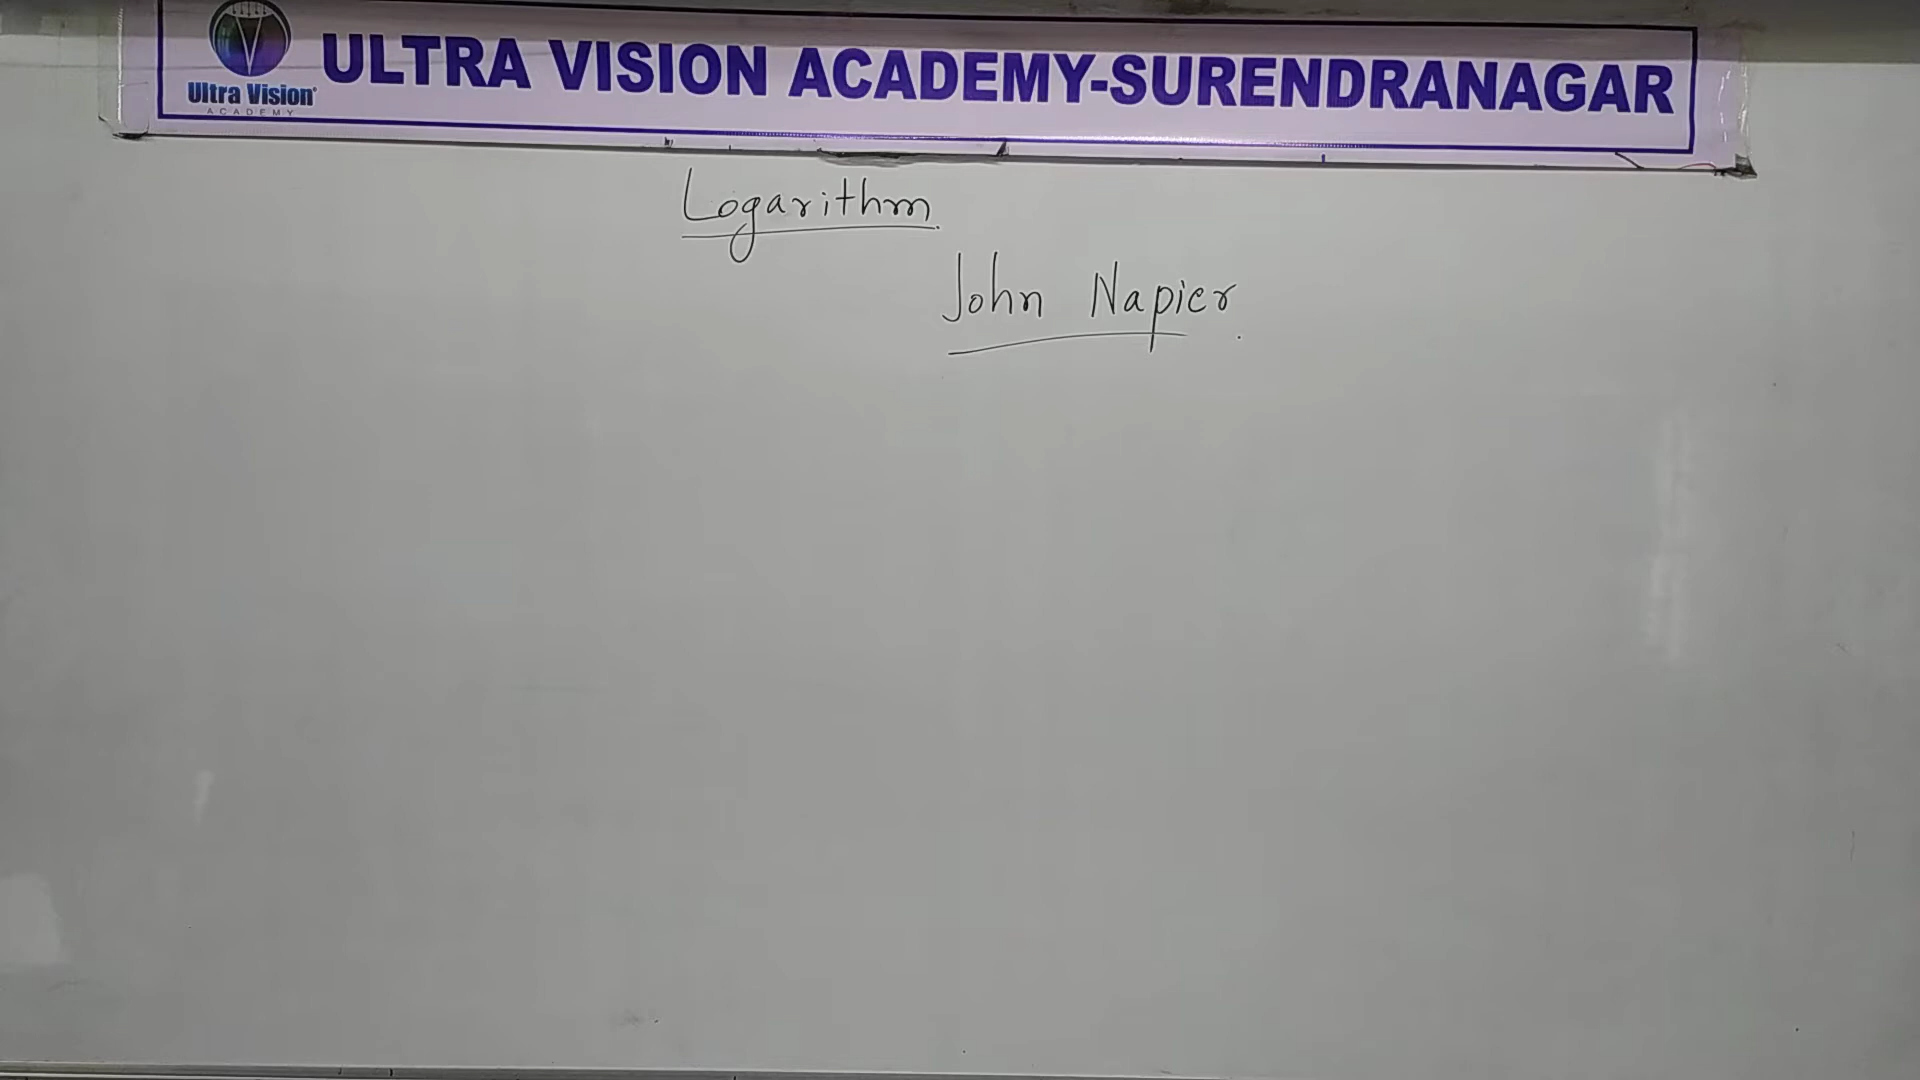 ULTRA VISION ACADEMY-SURENDRANAGAR
Ultra Vision
ACADEMY
Logarithm.
John Napier.